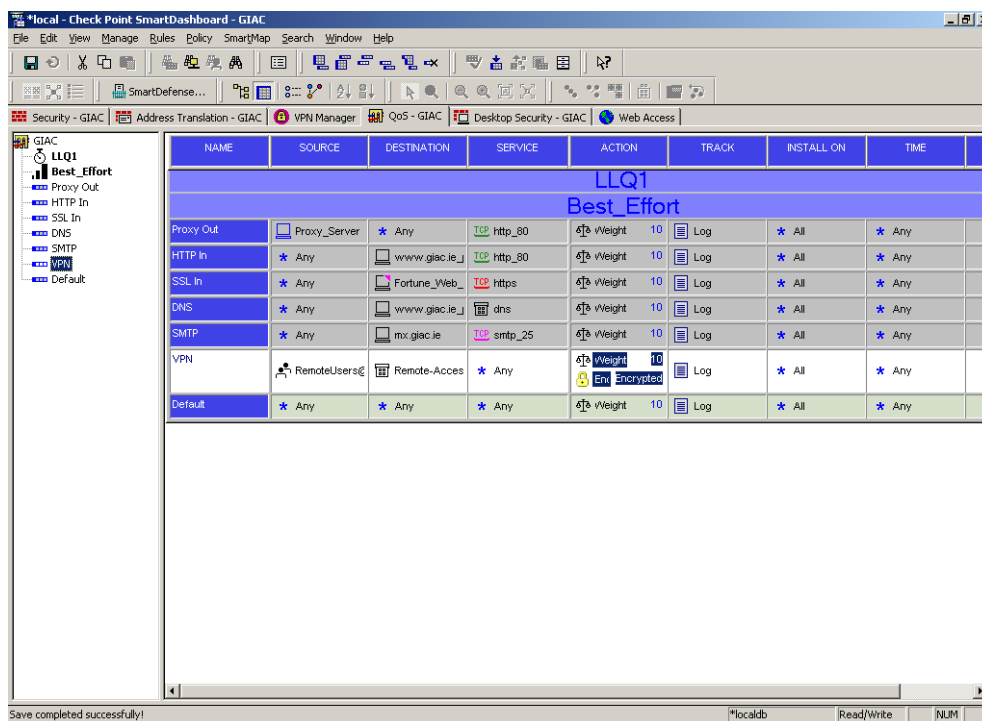 *local - Check Point SmartDashboard - GIAC
File Edit View Manage Rules Policy SmartMap Search Window Help
SmartDefense...
Security - GIAC Address Translation - GIAC VPN Manager QoS - GIAC Desktop Security - GIAC Web Access
GIAC
LLQ1
Best_Effort
Proxy Out
HTTP In
SSL In
DNS
SMTP
VPN
Default
NAME SOURCE DESTINATION SERVICE ACTION TRACK INSTALL ON TIME
LLQ1
Best_Effort
Proxy Out Proxy_Server * Any TCP http_80 Weight 10 Log * All * Any
HTTP In * Any www.giac.ie_ TCP http_80 Weight 10 Log * All * Any
SSL In * Any Fortune_Web_ TCP https Weight 10 Log * All * Any
DNS * Any www.giac.ie_ dns Weight 10 Log * All * Any
SMTP * Any mx.giac.ie TCP smtp_25 Weight 10 Log * All * Any
VPN RemoteUsers@ Remote-Acces * Any Weight 10 Log * All * Any
Enc Encrypted
Default * Any * Any * Any Weight 10 Log * All * Any
Save completed successfully! *localdb Read/Write NUM